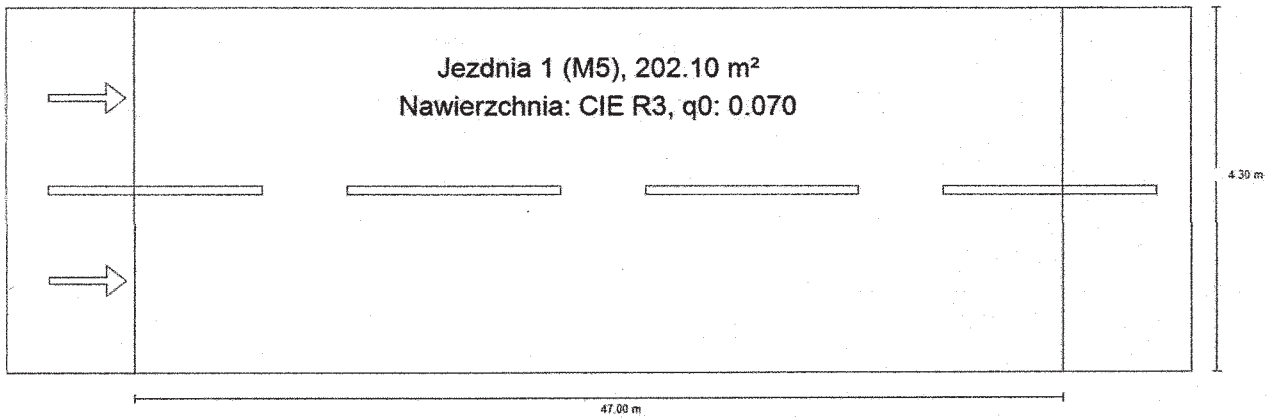 Jezdnia 1 (M5), 202.10 m²
Nawierzchnia: CIE R3, q0: 0.070
4.30 m
47.00 m